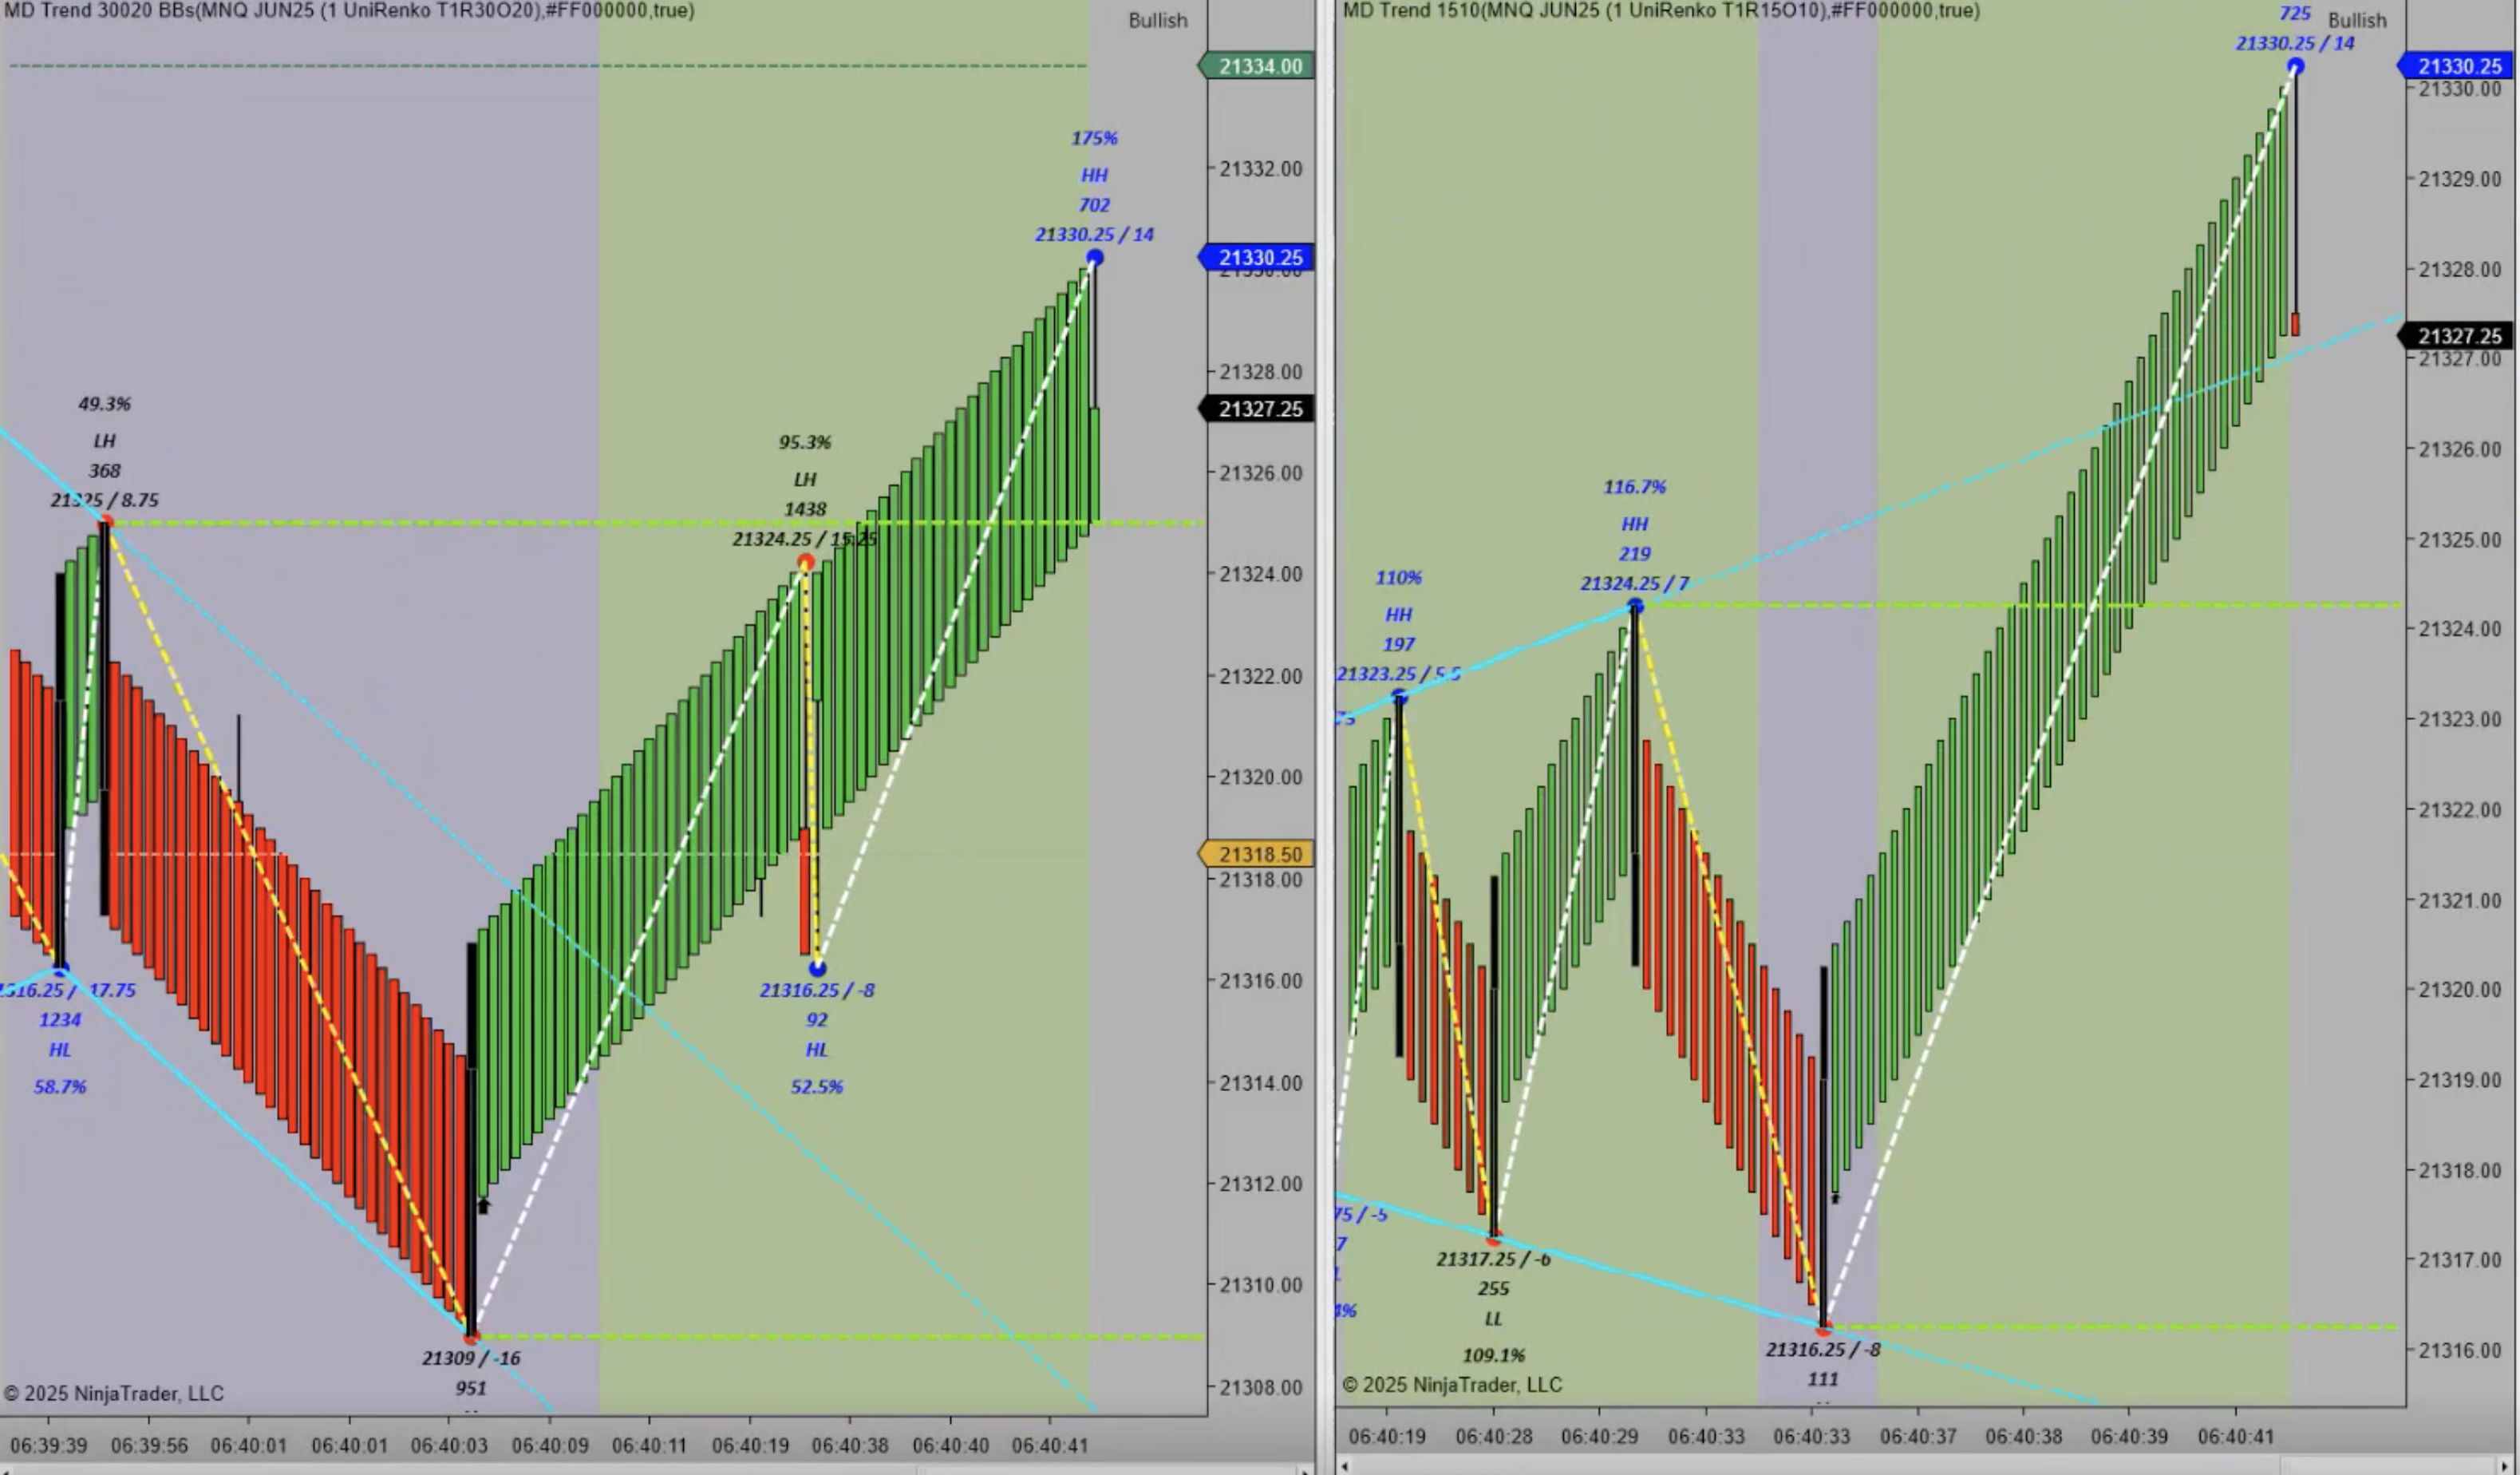 MD Trend 30020 BBs(MNQ JUN25 (1 UniRenko T1R30O20),#FF000000,true)
Bullish
21334.00
175%
HH
702
21330.25 / 14
21332.00
21330.25
21328.00
21327.25
21326.00
21324.00
21322.00
21320.00
21318.50
21318.00
21316.00
21314.00
21312.00
21310.00
21308.00
49.3%
LH
368
21325 / 8.75
95.3%
LH
1438
21324.25 / 15.25
17.75
1234
HL
58.7%
21316.25 / -8
92
HL
52.5%
21309 / -16
951
© 2025 NinjaTrader, LLC
06:39:39 06:39:56 06:40:01 06:40:01 06:40:03 06:40:09 06:40:11 06:40:19 06:40:38 06:40:40 06:40:41
MD Trend 1510(MNQ JUN25 (1 UniRenko T1R15O10),#FF000000,true)
725
Bullish
21330.25 / 14
21330.25
21330.00
21329.00
21328.00
21327.25
21327.00
21326.00
21325.00
21324.00
21323.00
21322.00
21321.00
21320.00
21319.00
21318.00
21317.00
21316.00
110%
HH
197
21323.25 / 5.5
116.7%
HH
219
21324.25 / 7
75 / -5
21317.25 / -6
255
LL
109.1%
21316.25 / -8
111
© 2025 NinjaTrader, LLC
06:40:19 06:40:28 06:40:29 06:40:33 06:40:33 06:40:37 06:40:38 06:40:39 06:40:41